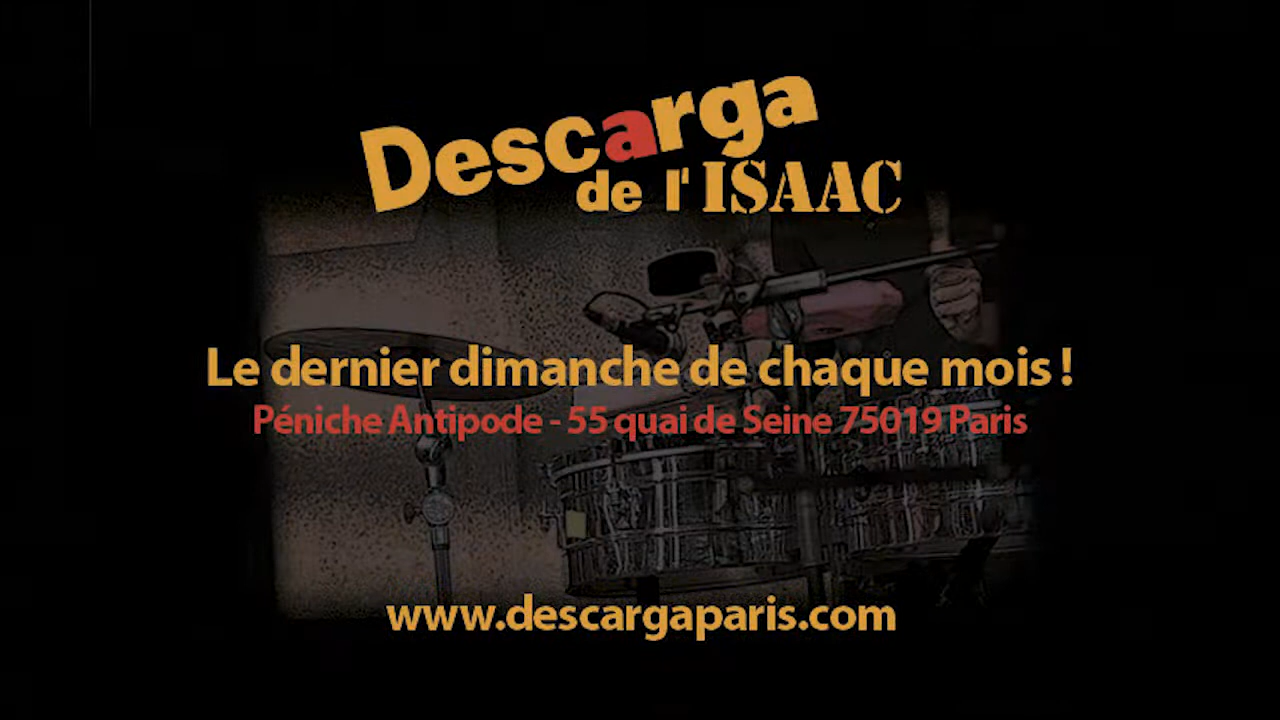 Descarga
de l'ISAAC
Le dernier dimanche de chaque mois !
Péniche Antipode - 55 quai de Seine 75019 Paris
www.descargaparis.com